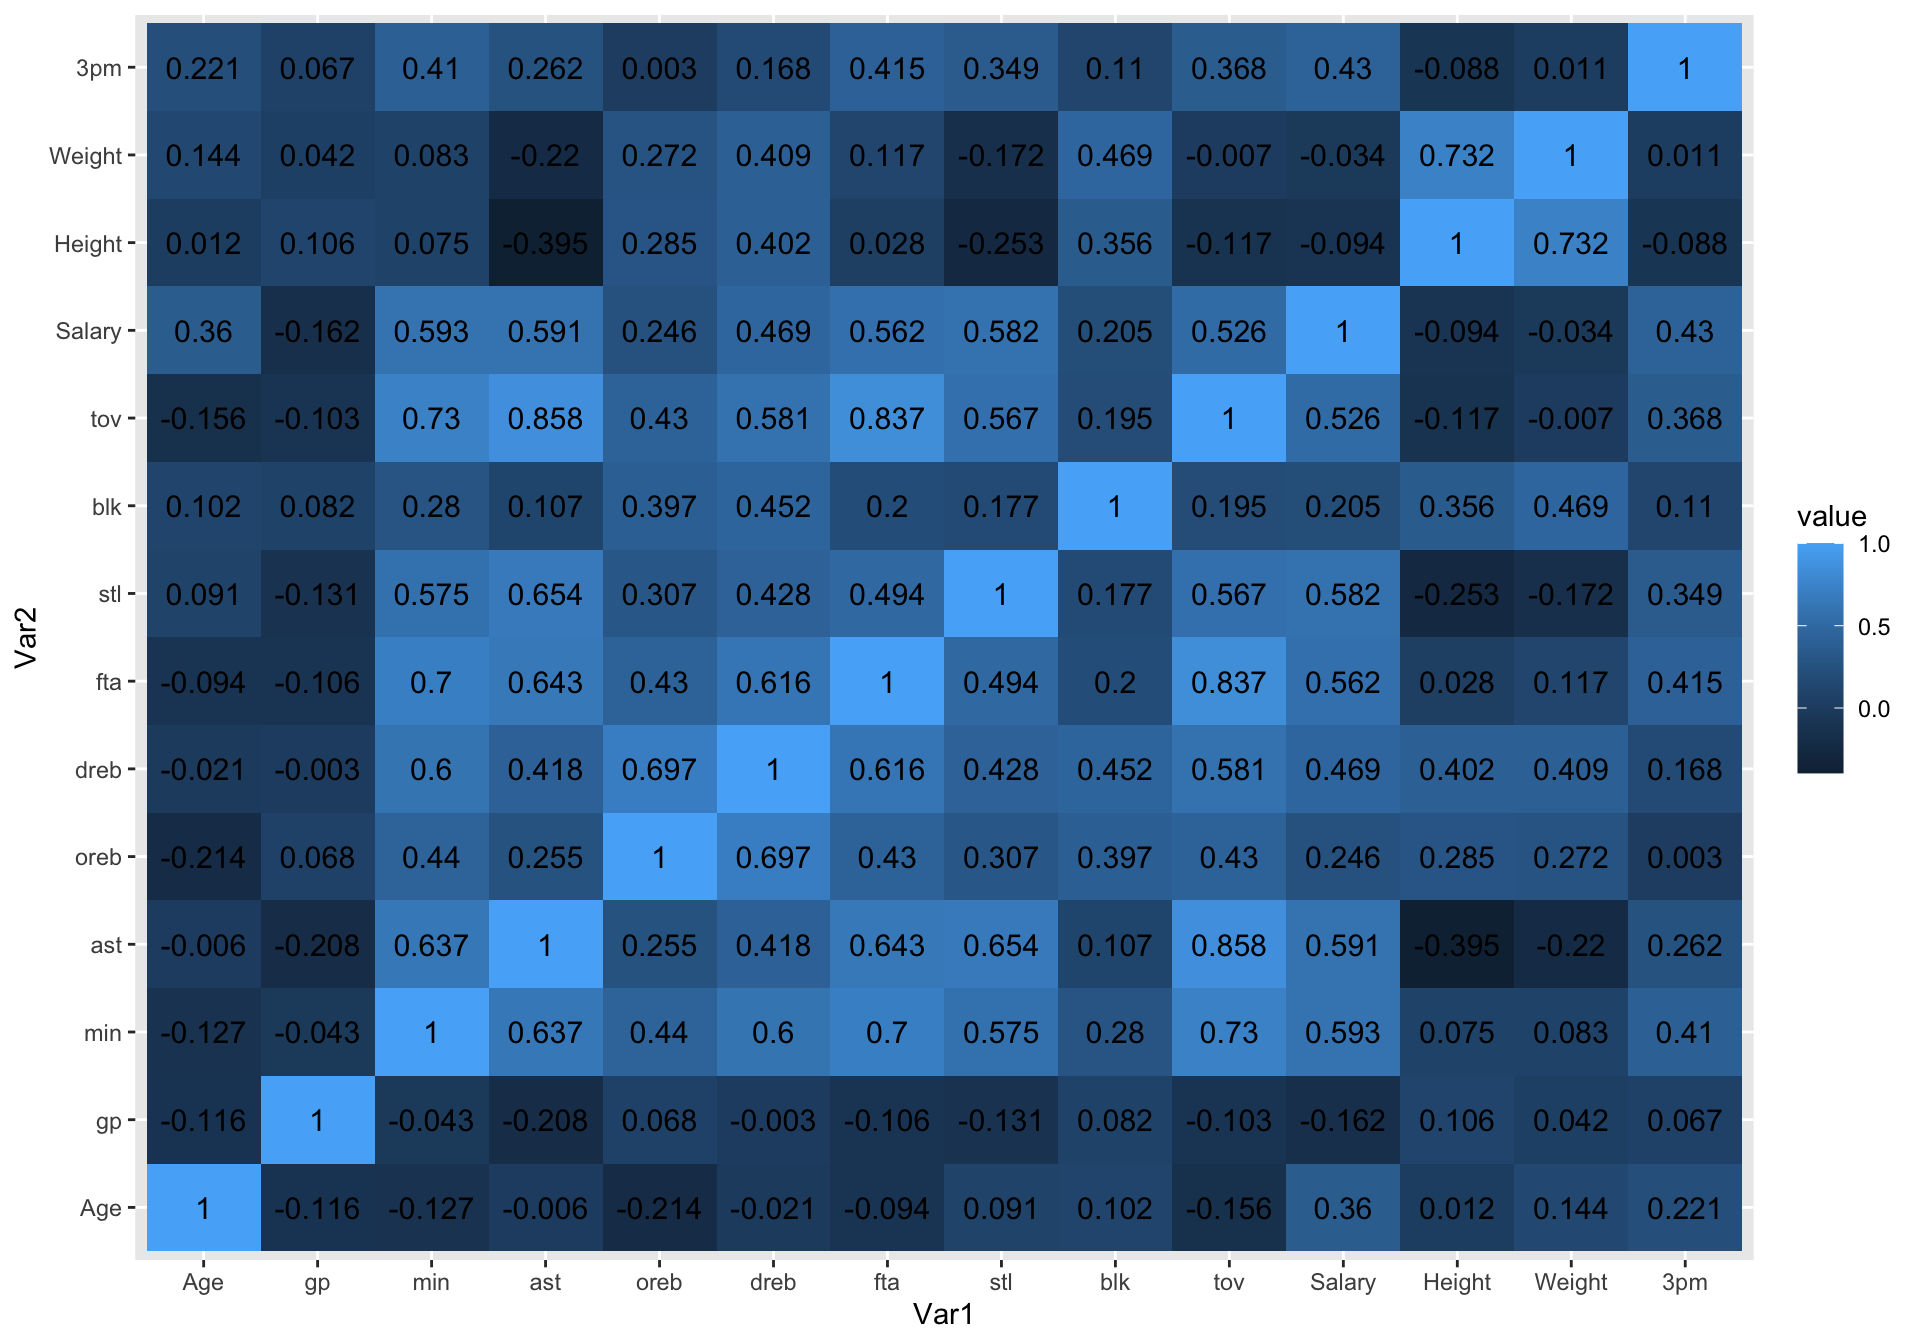 3pm 0.221 0.067 0.41 0.262 0.003 0.168 0.415 0.349 0.11 0.368 0.43 -0.088 0.011 1
Weight 0.144 0.042 0.083 -0.22 0.272 0.409 0.117 -0.172 0.469 -0.007 -0.034 0.732 1 0.011
Height 0.012 0.106 0.075 -0.395 0.285 0.402 0.028 -0.253 0.356 -0.117 -0.094 1 0.732 -0.088
Salary 0.36 -0.162 0.593 0.591 0.246 0.469 0.562 0.582 0.205 0.526 1 -0.094 -0.034 0.43
tov -0.156 -0.103 0.73 0.858 0.43 0.581 0.837 0.567 0.195 1 0.526 -0.117 -0.007 0.368
blk 0.102 0.082 0.28 0.107 0.397 0.452 0.2 0.177 1 0.195 0.205 0.356 0.469 0.11
stl 0.091 -0.131 0.575 0.654 0.307 0.428 0.494 1 0.177 0.567 0.582 -0.253 -0.172 0.349
fta -0.094 -0.106 0.7 0.643 0.43 0.616 1 0.494 0.2 0.837 0.562 0.028 0.117 0.415
dreb -0.021 -0.003 0.6 0.418 0.697 1 0.616 0.428 0.452 0.581 0.469 0.402 0.409 0.168
oreb -0.214 0.068 0.44 0.255 1 0.697 0.43 0.307 0.397 0.43 0.246 0.285 0.272 0.003
ast -0.006 -0.208 0.637 1 0.255 0.418 0.643 0.654 0.107 0.858 0.591 -0.395 -0.22 0.262
min -0.127 -0.043 1 0.637 0.44 0.6 0.7 0.575 0.28 0.73 0.593 0.075 0.083 0.41
gp -0.116 1 -0.043 -0.208 0.068 -0.003 -0.106 -0.131 0.082 -0.103 -0.162 0.106 0.042 0.067
Age 1 -0.116 -0.127 -0.006 -0.214 -0.021 -0.094 0.091 0.102 -0.156 0.36 0.012 0.144 0.221
Age gp min ast oreb dreb fta stl blk tov Salary Height Weight 3pm
Var1
Var2
value
1.0
0.5
0.0